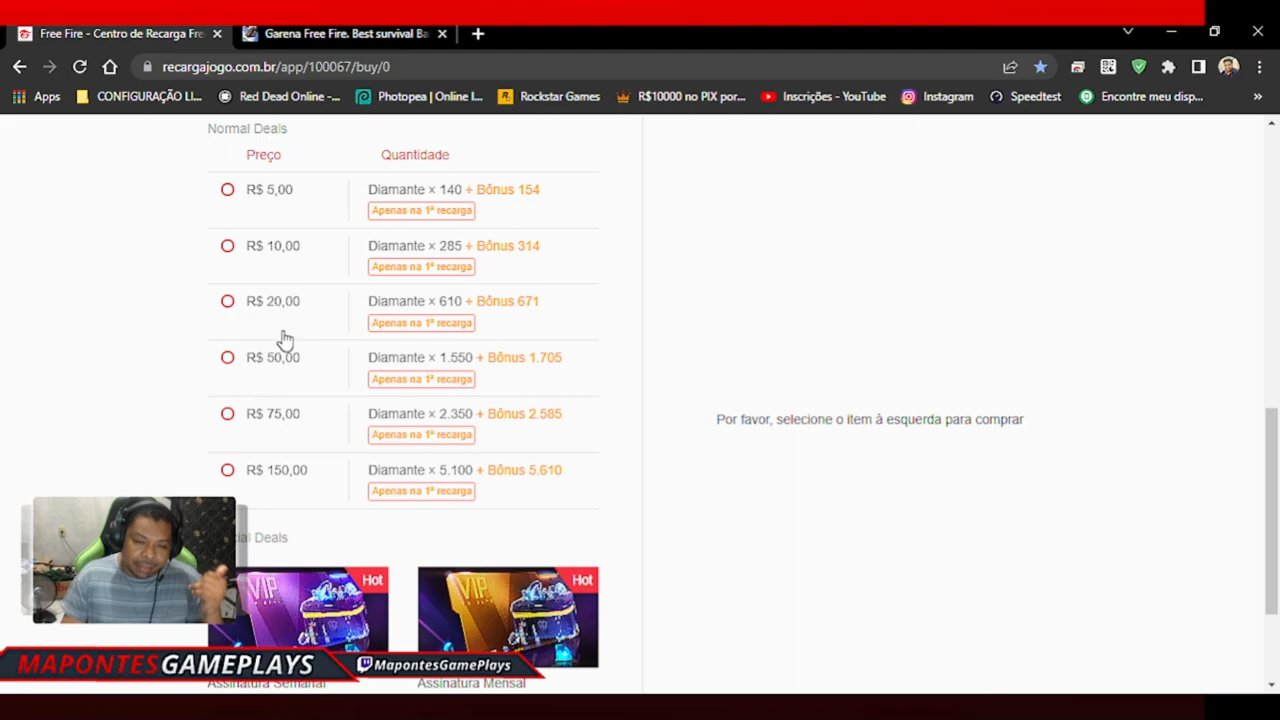 Free Fire - Centro de Recarga Fre
Garena Free Fire. Best survival Ba
recargajogo.com.br/app/100067/buy/0
Apps
CONFIGURAÇÃO LI...
Red Dead Online -...
Photopea | Online I...
Rockstar Games
R$10000 no PIX por...
Inscrições - YouTube
Instagram
Speedtest
Encontre meu disp...
»
Normal Deals
Preço Quantidade
R$ 5,00 Diamante × 140 + Bônus 154
Apenas na 1ª recarga
R$ 10,00 Diamante × 285 + Bônus 314
Apenas na 1ª recarga
R$ 20,00 Diamante × 610 + Bônus 671
Apenas na 1ª recarga
R$ 50,00 Diamante × 1.550 + Bônus 1.705
Apenas na 1ª recarga
R$ 75,00 Diamante × 2.350 + Bônus 2.585
Apenas na 1ª recarga
R$ 150,00 Diamante × 5.100 + Bônus 5.610
Apenas na 1ª recarga
Por favor, selecione o item à esquerda para comprar
Deals
VIP
Hot
VIP
Hot
MAPONTESGAMEPLAYS
MapontesGamePlays
Assinatura Semanal
Assinatura Mensal